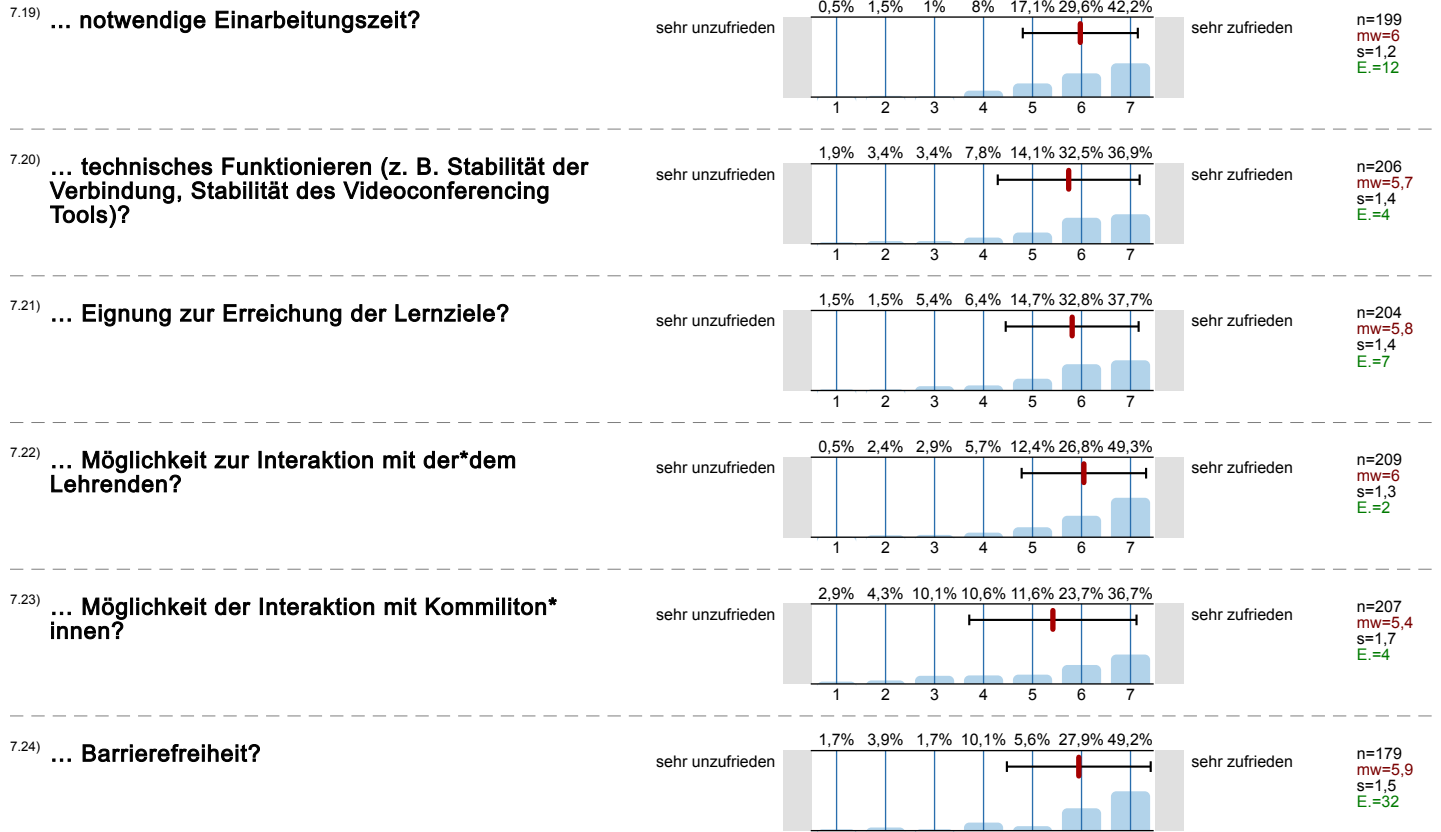 7.19) ... notwendige Einarbeitungszeit?
0,5% 1,5% 1% 8% 17,1% 29,6% 42,2%
sehr unzufrieden
sehr zufrieden
1 2 3 4 5 6 7
n=199
mw=6
s=1,2
E.=12
7.20) ... technisches Funktionieren (z. B. Stabilität der
Verbindung, Stabilität des Videoconferencing
Tools)?
1,9% 3,4% 3,4% 7,8% 14,1% 32,5% 36,9%
sehr unzufrieden
sehr zufrieden
1 2 3 4 5 6 7
n=206
mw=5,7
s=1,4
E.=4
7.21) ... Eignung zur Erreichung der Lernziele?
1,5% 1,5% 5,4% 6,4% 14,7% 32,8% 37,7%
sehr unzufrieden
sehr zufrieden
1 2 3 4 5 6 7
n=204
mw=5,8
s=1,4
E.=7
7.22) ... Möglichkeit zur Interaktion mit der*dem
Lehrenden?
0,5% 2,4% 2,9% 5,7% 12,4% 26,8% 49,3%
sehr unzufrieden
sehr zufrieden
1 2 3 4 5 6 7
n=209
mw=6
s=1,3
E.=2
7.23) ... Möglichkeit der Interaktion mit Kommiliton*
innen?
2,9% 4,3% 10,1% 10,6% 11,6% 23,7% 36,7%
sehr unzufrieden
sehr zufrieden
1 2 3 4 5 6 7
n=207
mw=5,4
s=1,7
E.=4
7.24) ... Barrierefreiheit?
1,7% 3,9% 1,7% 10,1% 5,6% 27,9% 49,2%
sehr unzufrieden
sehr zufrieden
n=179
mw=5,9
s=1,5
E.=32